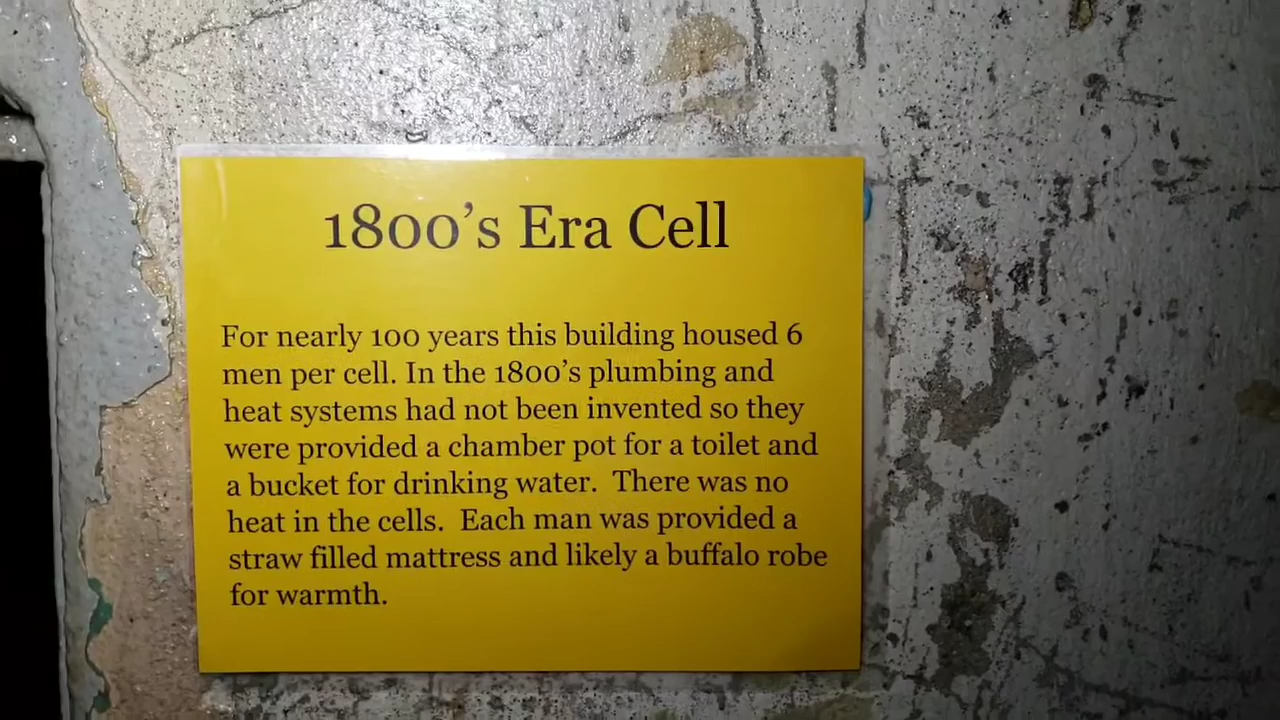 1800's Era Cell
For nearly 100 years this building housed 6
men per cell. In the 1800's plumbing and
heat systems had not been invented so they
were provided a chamber pot for a toilet and
a bucket for drinking water.  There was no
heat in the cells.  Each man was provided a
straw filled mattress and likely a buffalo robe
for warmth.